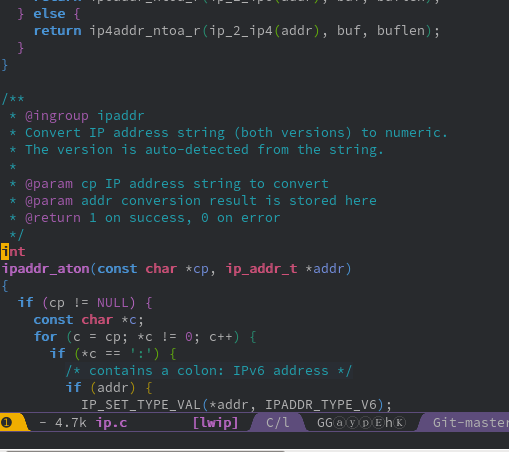 } else {
return ip4addr_ntoa_r(ip_2_ip4(addr), buf, buflen);
}
}
/**
* @ingroup ipaddr
* Convert IP address string (both versions) to numeric.
* The version is auto-detected from the string.
*
* @param cp IP address string to convert
* @param addr conversion result is stored here
* @return 1 on success, 0 on error
*/
int
ipaddr_aton(const char *cp, ip_addr_t *addr)
{
if (cp != NULL) {
const char *c;
for (c = cp; *c != 0; c++) {
if (*c == ':') {
/* contains a colon: IPv6 address */
if (addr) {
IP_SET_TYPE_VAL(*addr, IPADDR_TYPE_V6);
❶ - 4.7k ip.c [lwip] C/l GGⓐⓨⓟⒺhⓀ Git-master